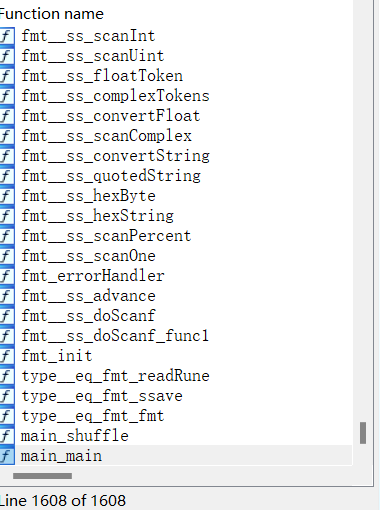 Function name
f fmt__ss_scanInt
f fmt__ss_scanUint
f fmt__ss_floatToken
f fmt__ss_complexTokens
f fmt__ss_convertFloat
f fmt__ss_scanComplex
f fmt__ss_convertString
f fmt__ss_quotedString
f fmt__ss_hexByte
f fmt__ss_hexString
f fmt__ss_scanPercent
f fmt__ss_scanOne
f fmt_errorHandler
f fmt__ss_advance
f fmt__ss_doScanf
f fmt__ss_doScanf_func1
f fmt_init
f type__eq_fmt_readRune
f type__eq_fmt_ssave
f type__eq_fmt_fmt
f main_shuffle
f main_main
Line 1608 of 1608